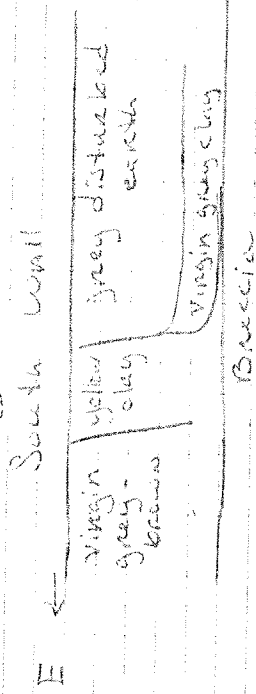 South Wall
E
Virgin grey-brown
yellow clay
grey disturbed earth
Virgin grey clay
Breccia